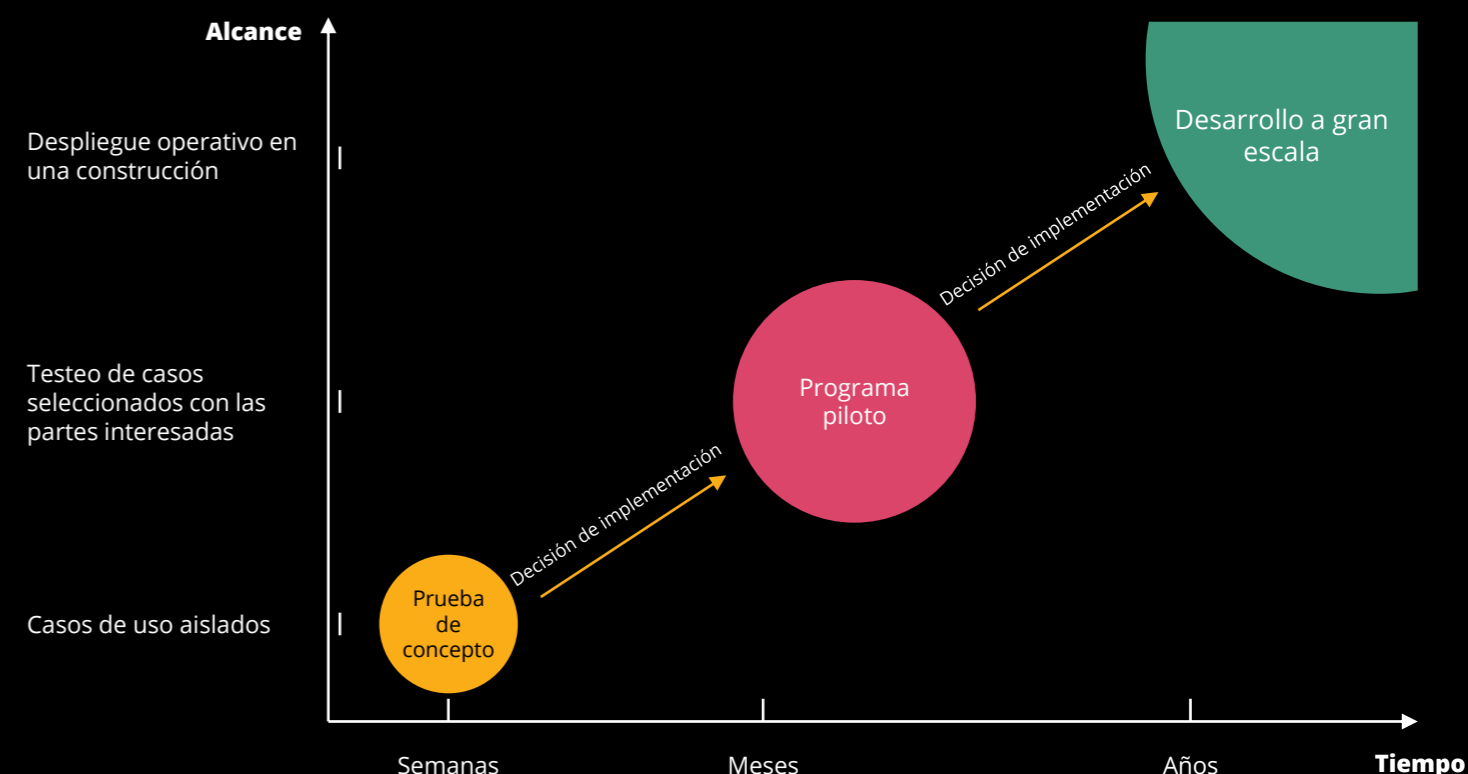 Alcance
Despliegue operativo en
una construcción
Desarrollo a gran
escala
Decisión de implementación
Testeo de casos
seleccionados con las
partes interesadas
Programa
piloto
Decisión de implementación
Casos de uso aislados
Prueba
de
concepto
Semanas
Meses
Años
Tiempo